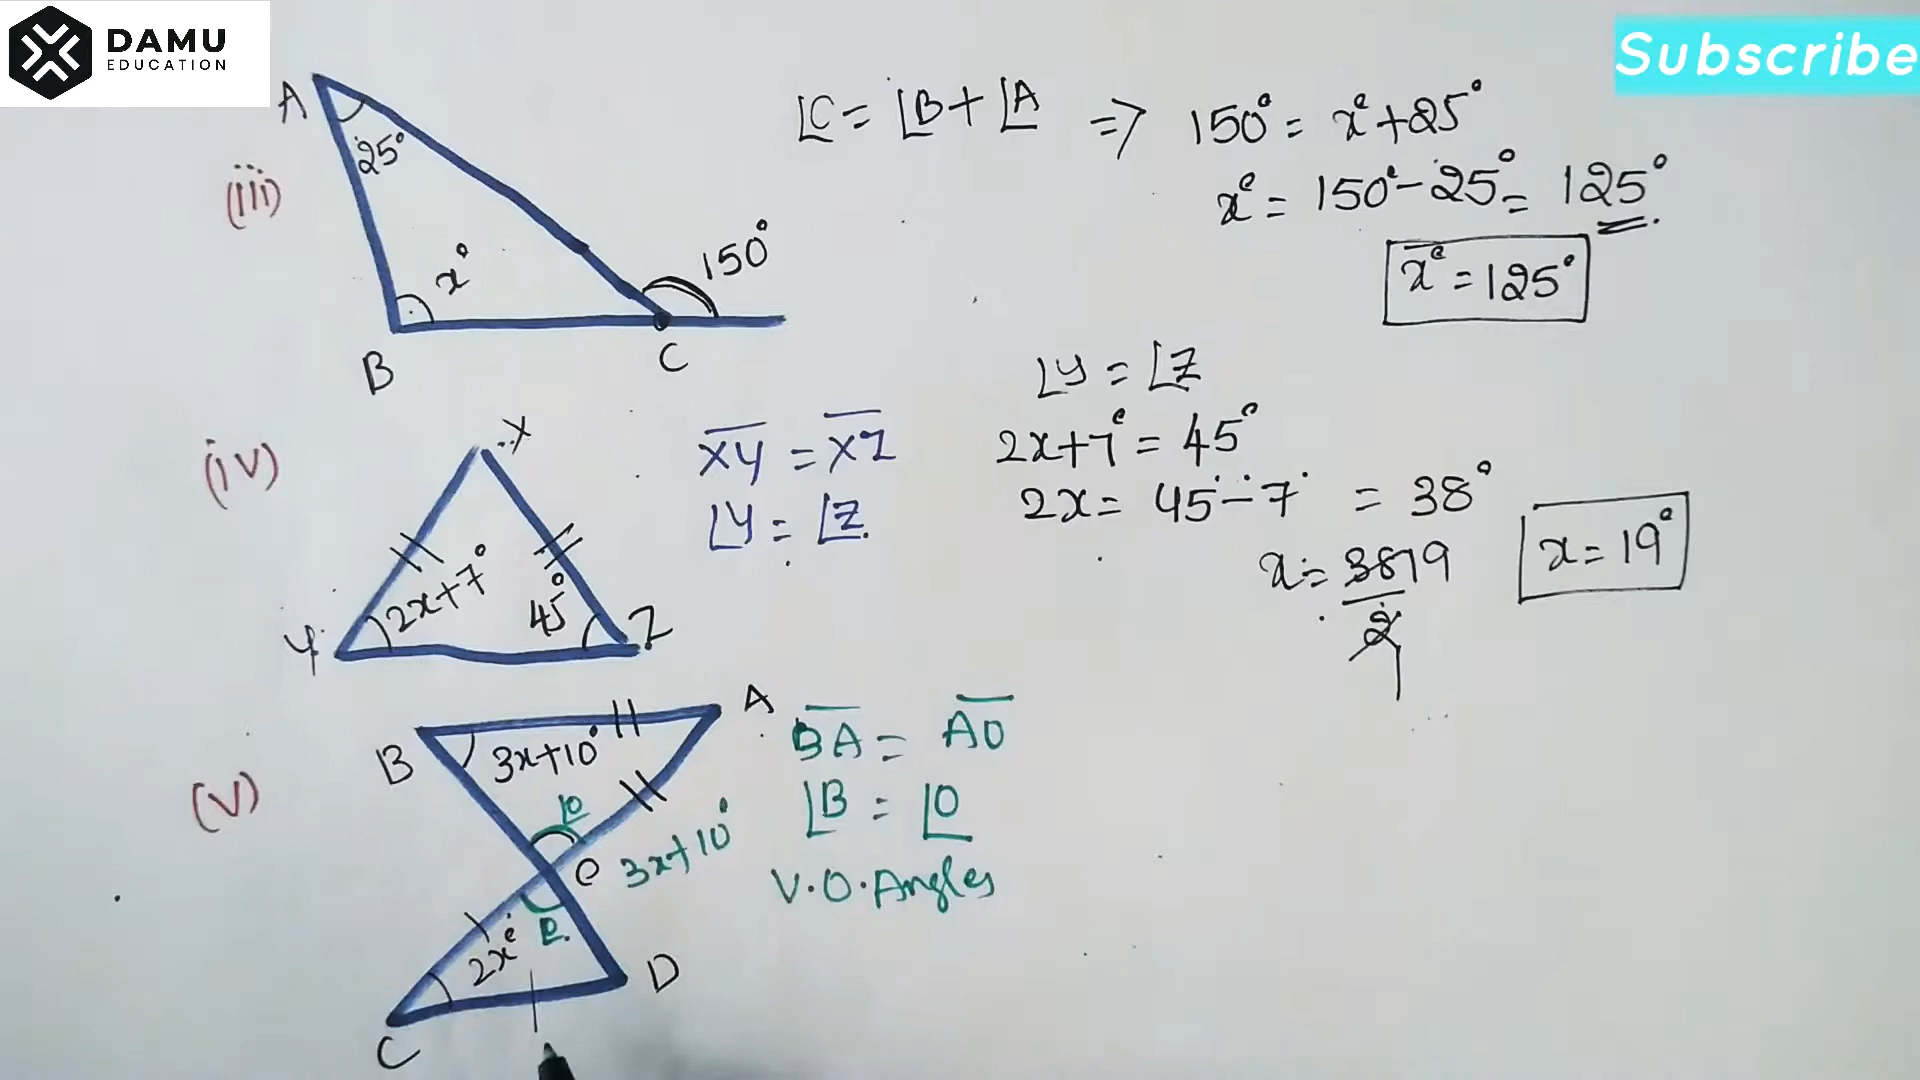 DAMU
EDUCATION
Subscribe
(iii)
A
25°
x°
150°
B
C
∠C = ∠B + ∠A ⇒ 150° = x° + 25°
x° = 150° - 25° = 125°
x° = 125°
(iv)
X
2x+7°
45°
Y
Z
XY = XZ
∠Y = ∠Z
∠Y = ∠Z
2x+7° = 45°
2x = 45° - 7° = 38°
x = 38 19
2
1
x = 19°
(v)
B
A
3x+10°
∠O
O
3x+10°
2x°
C
D
BA = AO
∠B = ∠O
V.O.Angles